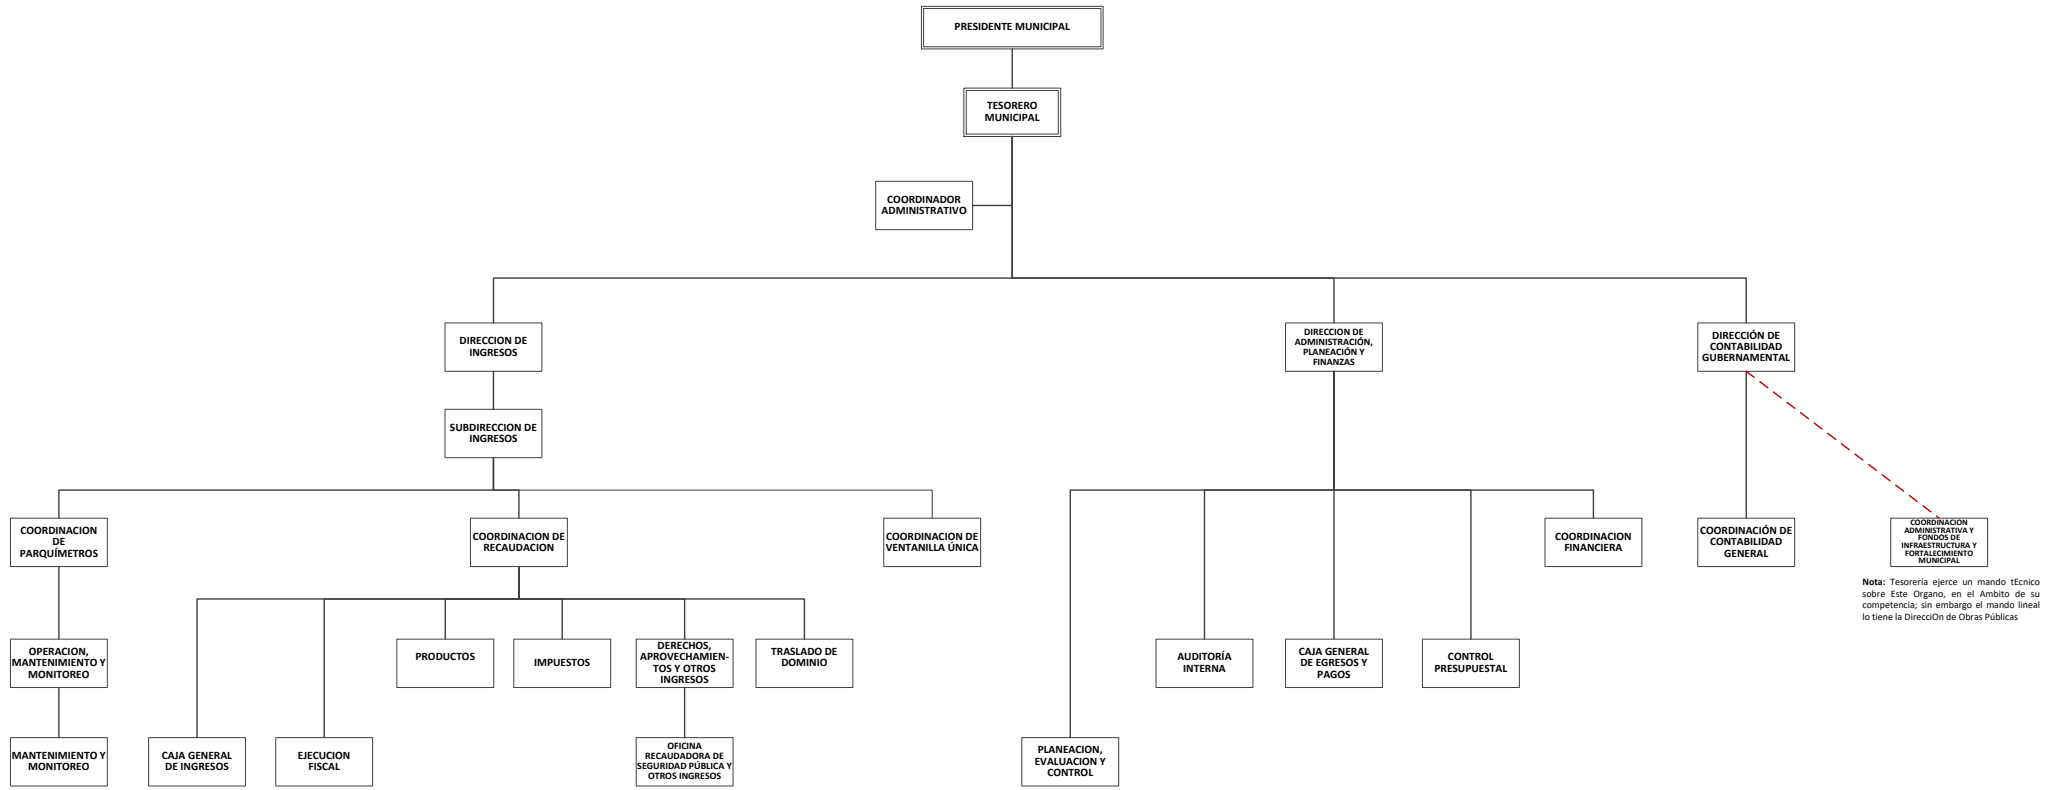 PRESIDENTE MUNICIPAL
TESORERO
MUNICIPAL
COORDINADOR
ADMINISTRATIVO
DIRECCION DE
INGRESOS
DIRECCION DE
ADMINISTRACIÓN,
PLANEACIÓN Y
FINANZAS
DIRECCIÓN DE
CONTABILIDAD
GUBERNAMENTAL
SUBDIRECCION DE
INGRESOS
COORDINACION
DE
PARQUÍMETROS
COORDINACION DE
RECAUDACION
COORDINACION DE
VENTANILLA ÚNICA
COORDINACION
FINANCIERA
COORDINACIÓN DE
CONTABILIDAD
GENERAL
COORDINACION
ADMINISTRATIVA Y
FONDOS DE
INFRAESTRUCTURA Y
FORTALECIMIENTO
MUNICIPAL
Nota: Tesorería ejerce un mando tEcnico
sobre Este Organo, en el Ambito de su
competencia; sin embargo el mando lineal
lo tiene la DirecciOn de Obras Públicas
OPERACION,
MANTENIMIENTO Y
MONITOREO
PRODUCTOS
IMPUESTOS
DERECHOS,
APROVECHAMIEN-
TOS Y OTROS
INGRESOS
TRASLADO DE
DOMINIO
AUDITORÍA
INTERNA
CAJA GENERAL
DE EGRESOS Y
PAGOS
CONTROL
PRESUPUESTAL
MANTENIMIENTO Y
MONITOREO
CAJA GENERAL
DE INGRESOS
EJECUCION
FISCAL
OFICINA
RECAUDADORA DE
SEGURIDAD PÚBLICA Y
OTROS INGRESOS
PLANEACION,
EVALUACION Y
CONTROL